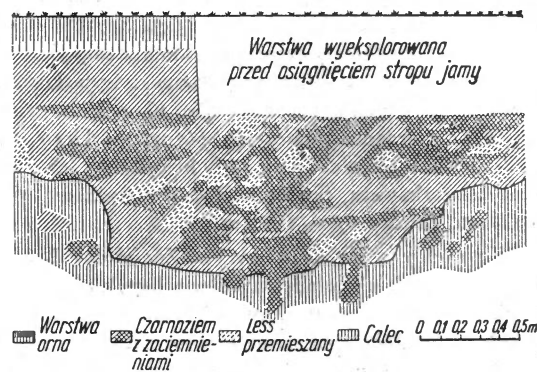 Warstwa wyeksplorowana
przed osiągnięciem stropu jamy
Warstwa
orna
Czarnoziem
z zaciemnie-
niami
Less
przemieszany
Calec
0 0,1 0,2 0,3 0,4 0,5m